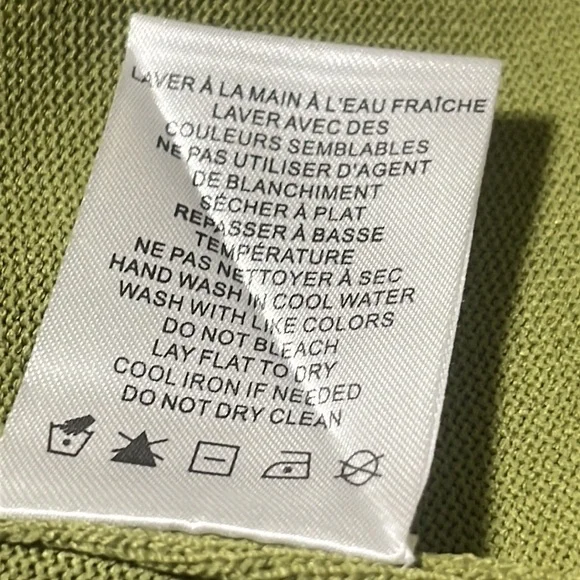 LAVER À LA MAIN À L'EAU FRAÎCHE
LAVER AVEC DES
COULEURS SEMBLABLES
NE PAS UTILISER D'AGENT
DE BLANCHIMENT
SÉCHER À PLAT
REPASSER À BASSE
TEMPÉRATURE
NE PAS NETTOYER À SEC
HAND WASH IN COOL WATER
WASH WITH LIKE COLORS
DO NOT BLEACH
LAY FLAT TO DRY
COOL IRON IF NEEDED
DO NOT DRY CLEAN